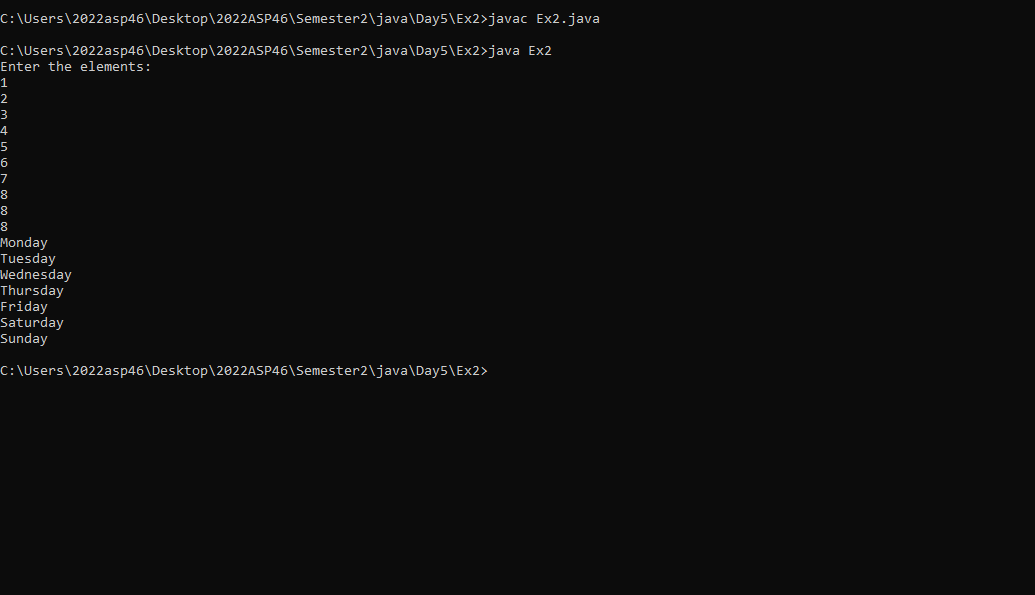 C:\Users\2022asp46\Desktop\2022ASP46\Semester2\java\Day5\Ex2>javac Ex2.java
C:\Users\2022asp46\Desktop\2022ASP46\Semester2\java\Day5\Ex2>java Ex2
Enter the elements:
1
2
3
4
5
6
7
8
8
8
Monday
Tuesday
Wednesday
Thursday
Friday
Saturday
Sunday
C:\Users\2022asp46\Desktop\2022ASP46\Semester2\java\Day5\Ex2>